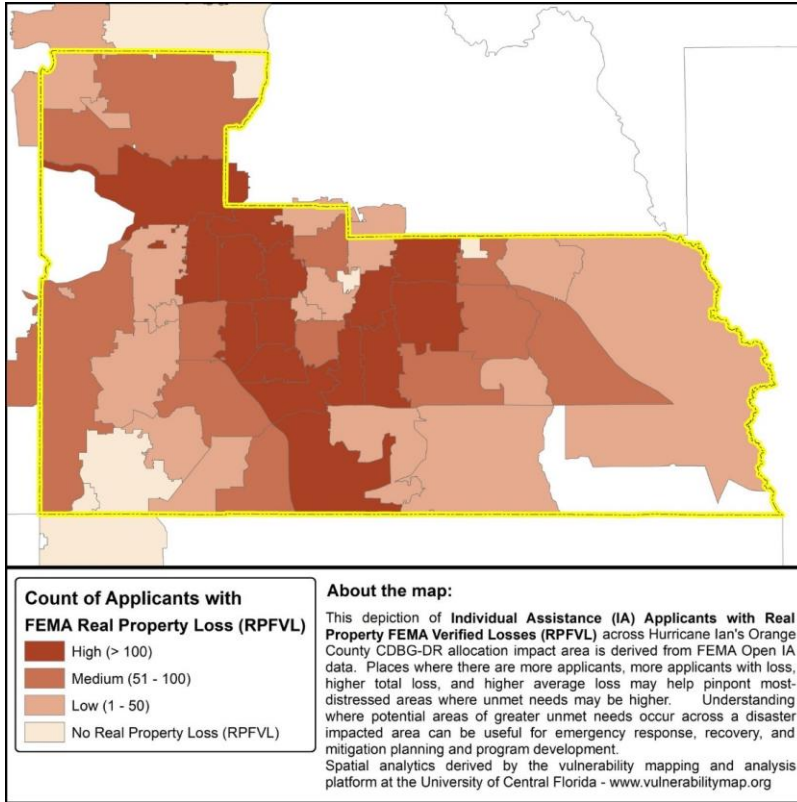 Count of Applicants with
FEMA Real Property Loss (RPFVL)
High (> 100)
Medium (51 - 100)
Low (1 - 50)
No Real Property Loss (RPFVL)
About the map:
This depiction of Individual Assistance (IA) Applicants with Real
Property FEMA Verified Losses (RPFVL) across Hurricane Ian's Orange
County CDBG-DR allocation impact area is derived from FEMA Open IA
data. Places where there are more applicants, more applicants with loss,
higher total loss, and higher average loss may help pinpont most-
distressed areas where unmet needs may be higher. Understanding
where potential areas of greater unmet needs occur across a disaster
impacted area can be useful for emergency response, recovery, and
mitigation planning and program development.
Spatial analytics derived by the vulnerability mapping and analysis
platform at the University of Central Florida - www.vulnerabilitymap.org